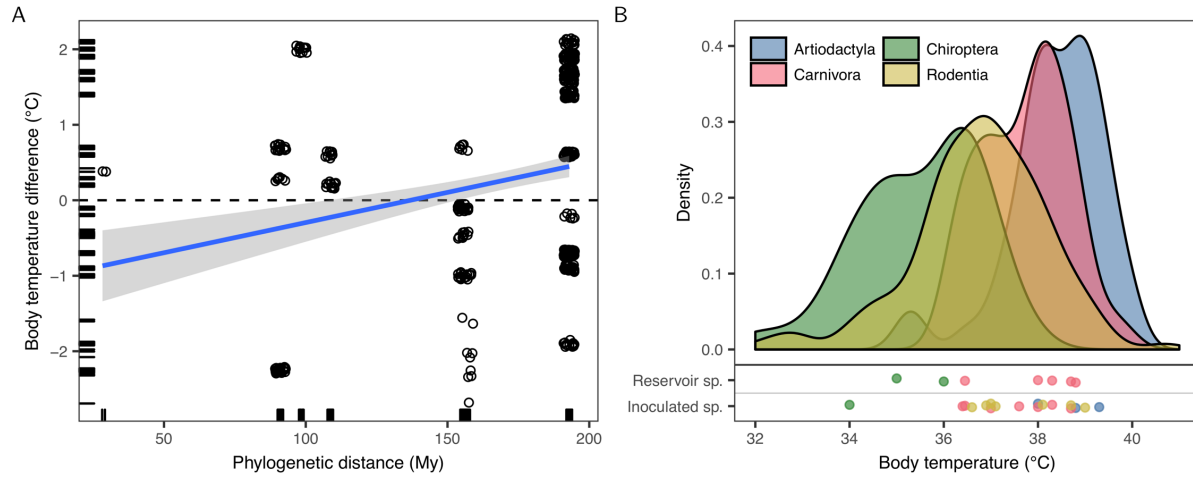 A
Body temperature difference (°C)
2
1
0
−1
−2
50
100
150
200
Phylogenetic distance (My)
B
Artiodactyla
Chiroptera
Carnivora
Rodentia
Density
0.4
0.3
0.2
0.1
0.0
Reservoir sp.
Inoculated sp.
32
34
36
38
40
Body temperature (°C)